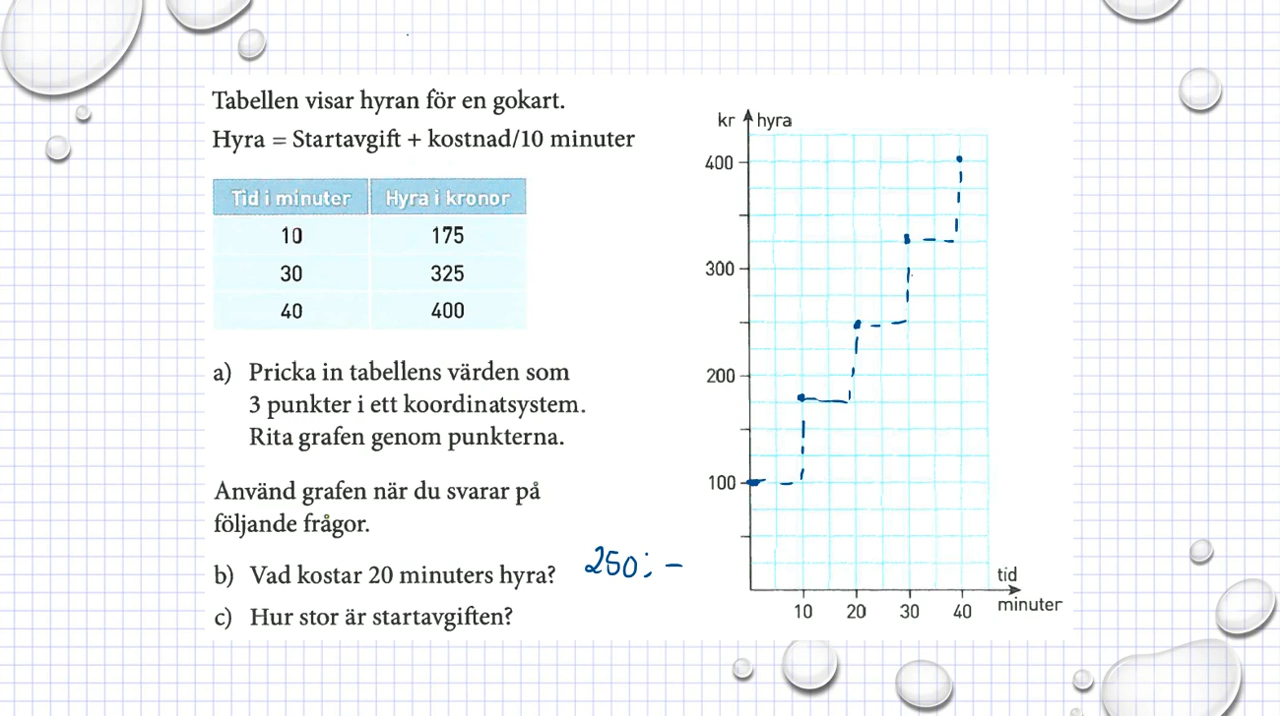 Tabellen visar hyran för en gokart.
Hyra = Startavgift + kostnad/10 minuter
Tid i minuter Hyra i kronor
10 175
30 325
40 400
a) Pricka in tabellens värden som
3 punkter i ett koordinatsystem.
Rita grafen genom punkterna.
Använd grafen när du svarar på
följande frågor.
b) Vad kostar 20 minuters hyra? 250:-
c) Hur stor är startavgiften?
kr hyra
400
300
200
100
tid
minuter
10 20 30 40